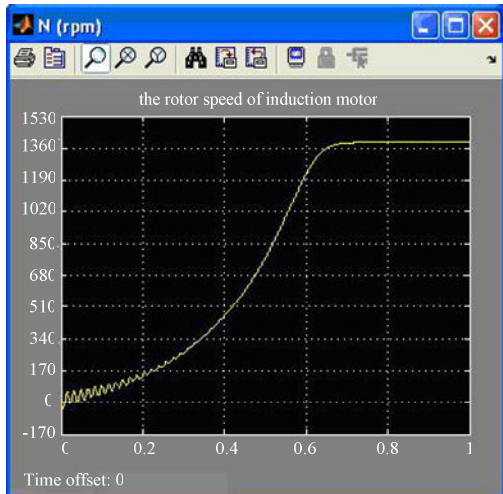 N (rpm)
the rotor speed of induction motor
1530
1360
1190
1020
850
680
510
340
170
0
-170
0 0.2 0.4 0.6 0.8 1
Time offset: 0